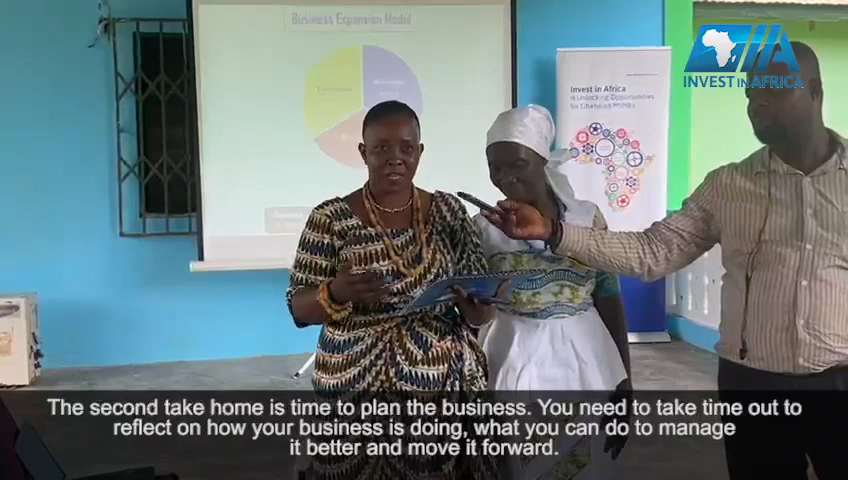 Business Expansion Model
INVEST in AFRICA
Invest in Africa
is unlocking Opportunities
for Ghanaian MSMEs
The second take home is time to plan the business. You need to take time out to
reflect on how your business is doing, what you can do to manage
it better and move it forward.